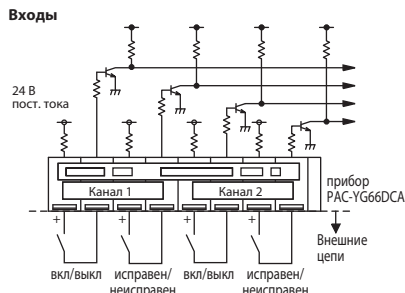 Входы
24 В
пост. тока
Канал 1
Канал 2
прибор
PAC-YG66DCA
+
+
+
+
Внешние
цепи
вкл/выкл
исправен/
неисправен
вкл/выкл
исправен/
неисправен